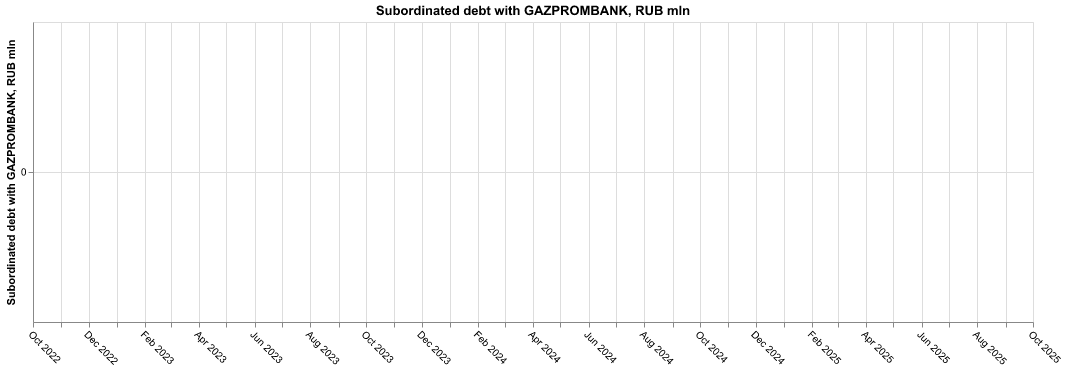 Subordinated debt with GAZPROMBANK, RUB mln
Subordinated debt with GAZPROMBANK, RUB mln
0
Oct 2022
Dec 2022
Feb 2023
Apr 2023
Jun 2023
Aug 2023
Oct 2023
Dec 2023
Feb 2024
Apr 2024
Jun 2024
Aug 2024
Oct 2024
Dec 2024
Feb 2025
Apr 2025
Jun 2025
Aug 2025
Oct 2025